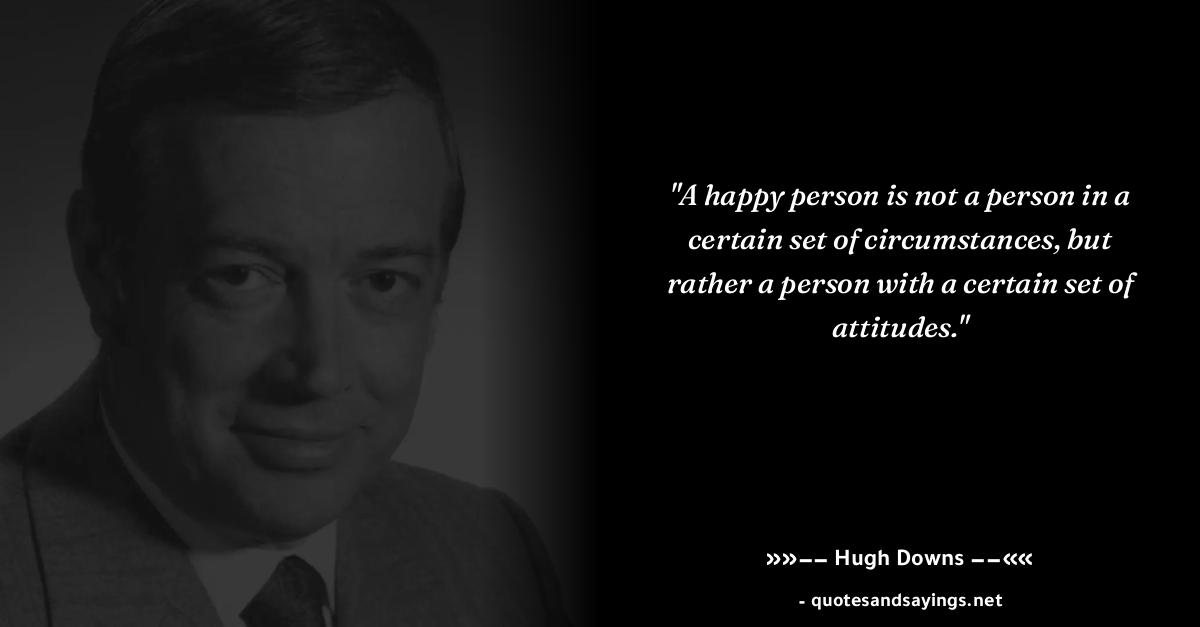 "A happy person is not a person in a
certain set of circumstances, but
rather a person with a certain set of
attitudes."
»»–– Hugh Downs ––««
- quotesandsayings.net